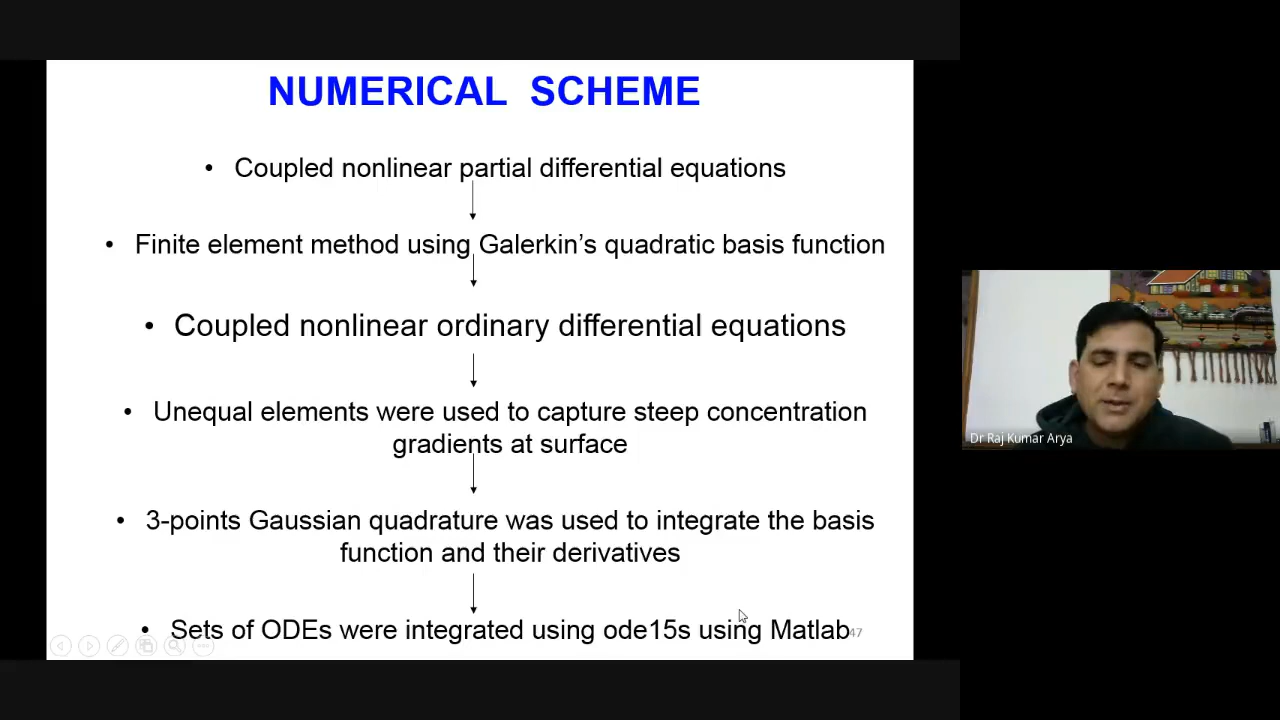 NUMERICAL SCHEME
• Coupled nonlinear partial differential equations
• Finite element method using Galerkin’s quadratic basis function
• Coupled nonlinear ordinary differential equations
• Unequal elements were used to capture steep concentration
gradients at surface
• 3-points Gaussian quadrature was used to integrate the basis
function and their derivatives
• Sets of ODEs were integrated using ode15s using Matlab
47
Dr Raj Kumar Arya